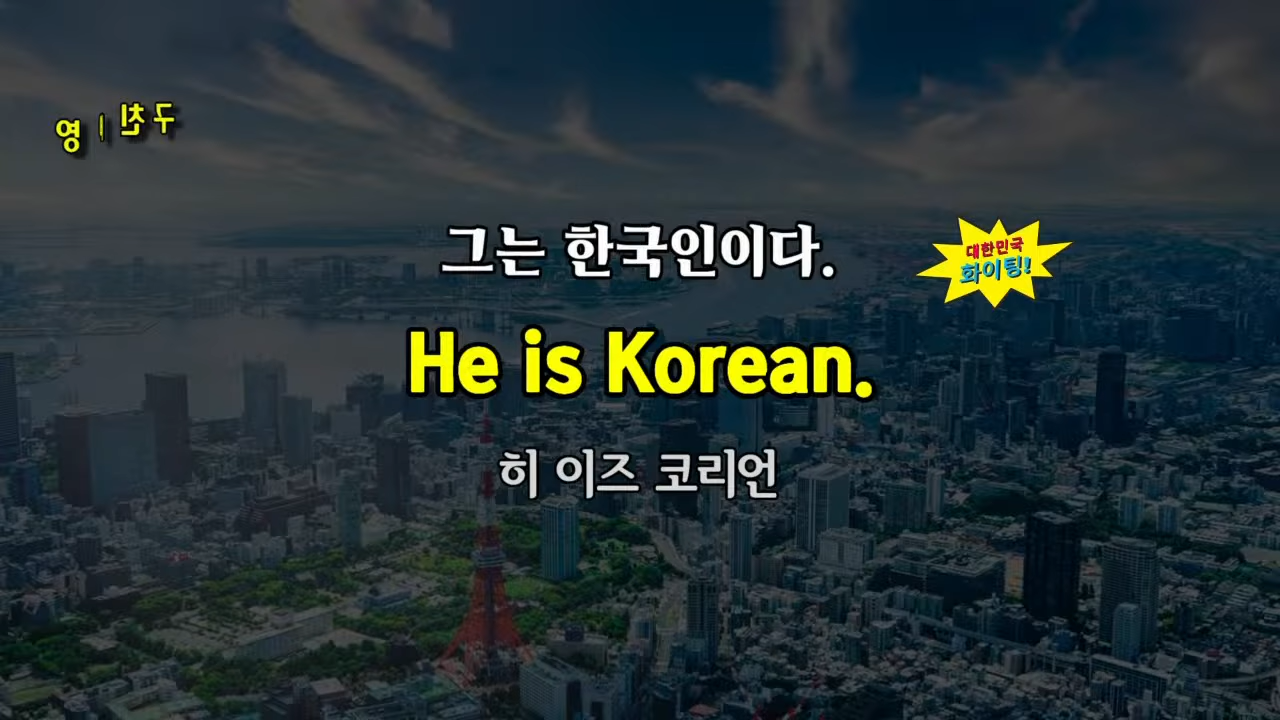 그는 한국인이다.
대한민국
화이팅!
He is Korean.
히 이즈 코리언